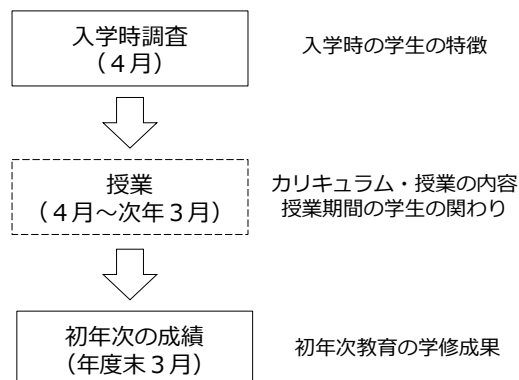 入学時調査
（４月）
入学時の学生の特徴
授業
（４月～次年３月）
カリキュラム・授業の内容
授業期間の学生の関わり
初年次の成績
（年度末３月）
初年次教育の学修成果